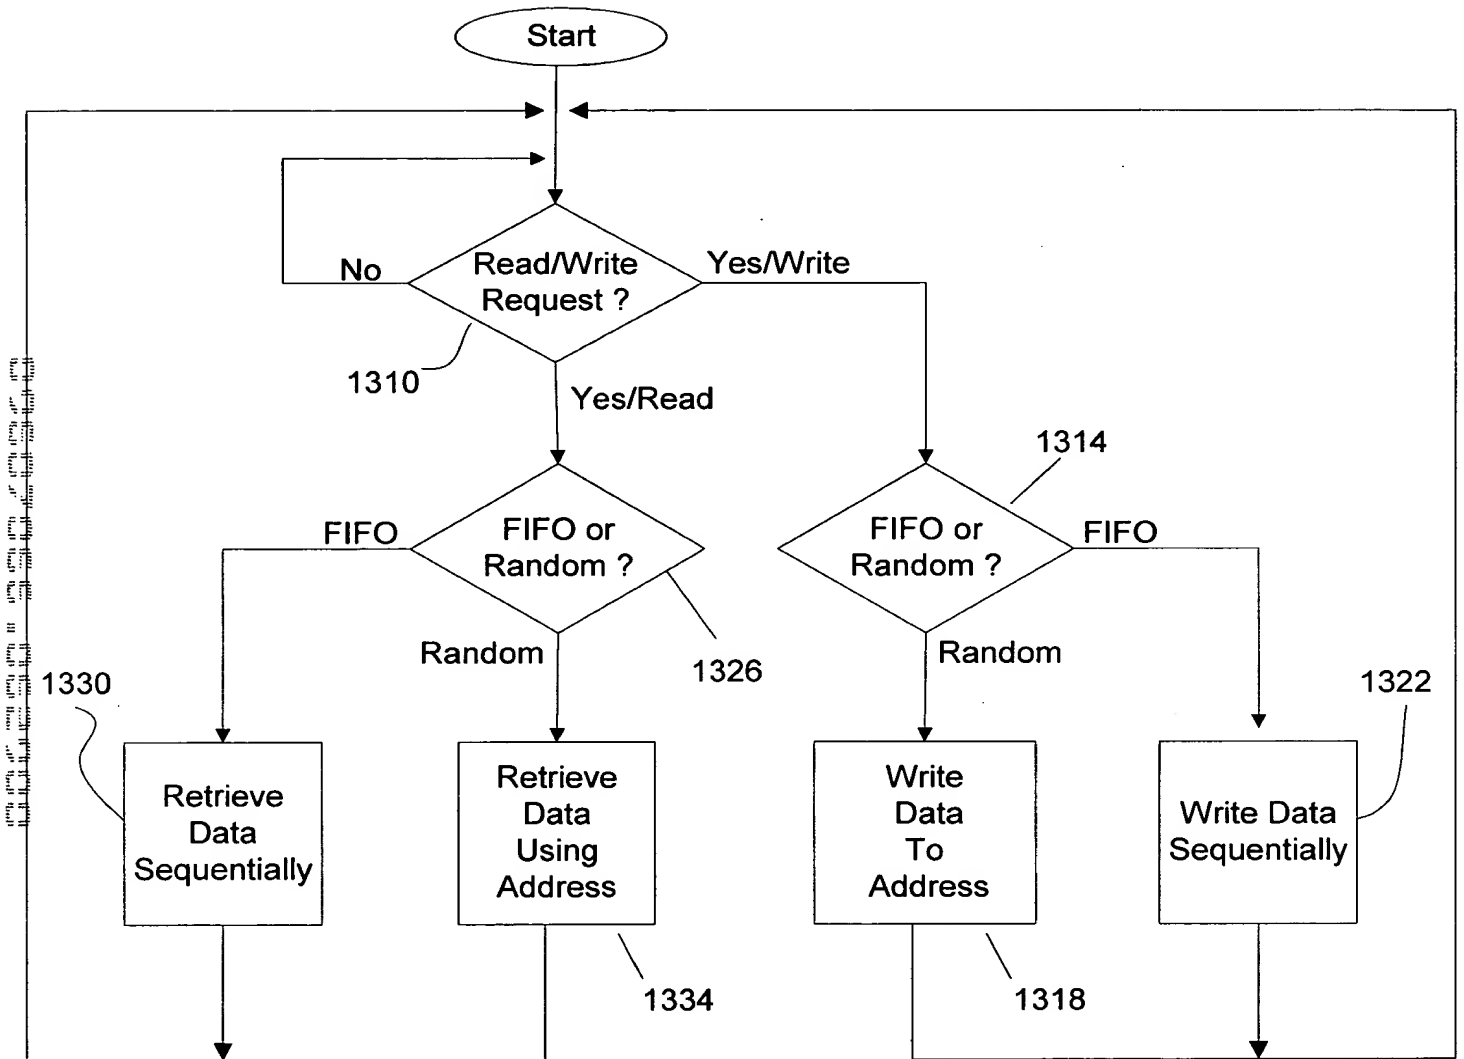 Start
No
Read/Write
Request ?
Yes/Write
1310
Yes/Read
1314
FIFO
FIFO or
Random ?
FIFO or
Random ?
FIFO
Random
1326
Random
1330
1322
Retrieve
Data
Sequentially
Retrieve
Data
Using
Address
Write
Data
To
Address
Write Data
Sequentially
1334
1318